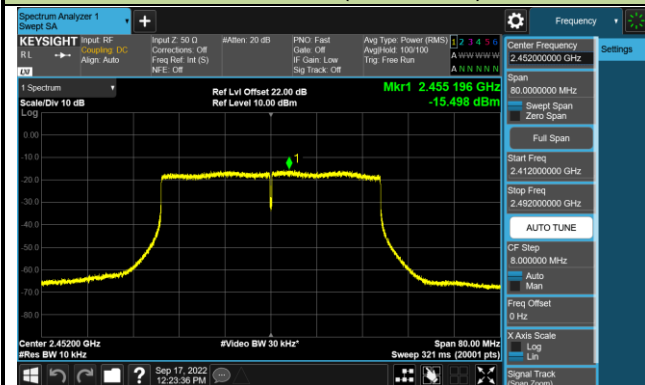 Spectrum Analyzer 1
Swept SA
+
Frequency
KEYSIGHT
Input: RF
Coupling: DC
Align: Auto
Input Z: 50 Ω
Corrections: Off
Freq Ref: Int (S)
NFE: Off
#Atten: 20 dB
PNO: Fast
Gate: Off
IF Gain: Low
Sig Track: Off
Avg Type: Power (RMS)
Avg|Hold: 100/100
Trig: Free Run
1 2 3 4 5 6
A W W W W W
A N N N N N
RL
LXI
Center Frequency
2.452000000 GHz
Settings
Span
80.0000000 MHz
Swept Span
Zero Span
Full Span
Start Freq
2.412000000 GHz
Stop Freq
2.492000000 GHz
AUTO TUNE
CF Step
8.000000 MHz
Auto
Man
Freq Offset
0 Hz
X Axis Scale
Log
Lin
Signal Track
(Span Zoom)
1 Spectrum
Scale/Div 10 dB
Log
Ref Lvl Offset 22.00 dB
Ref Level 10.00 dBm
Mkr1 2.455 196 GHz
-15.498 dBm
1
0.00
-10.0
-20.0
-30.0
-40.0
-50.0
-60.0
-70.0
-80.0
Center 2.45200 GHz
#Res BW 10 kHz
#Video BW 30 kHz*
Span 80.00 MHz
Sweep 321 ms (20001 pts)
?
Sep 17, 2022
12:23:36 PM